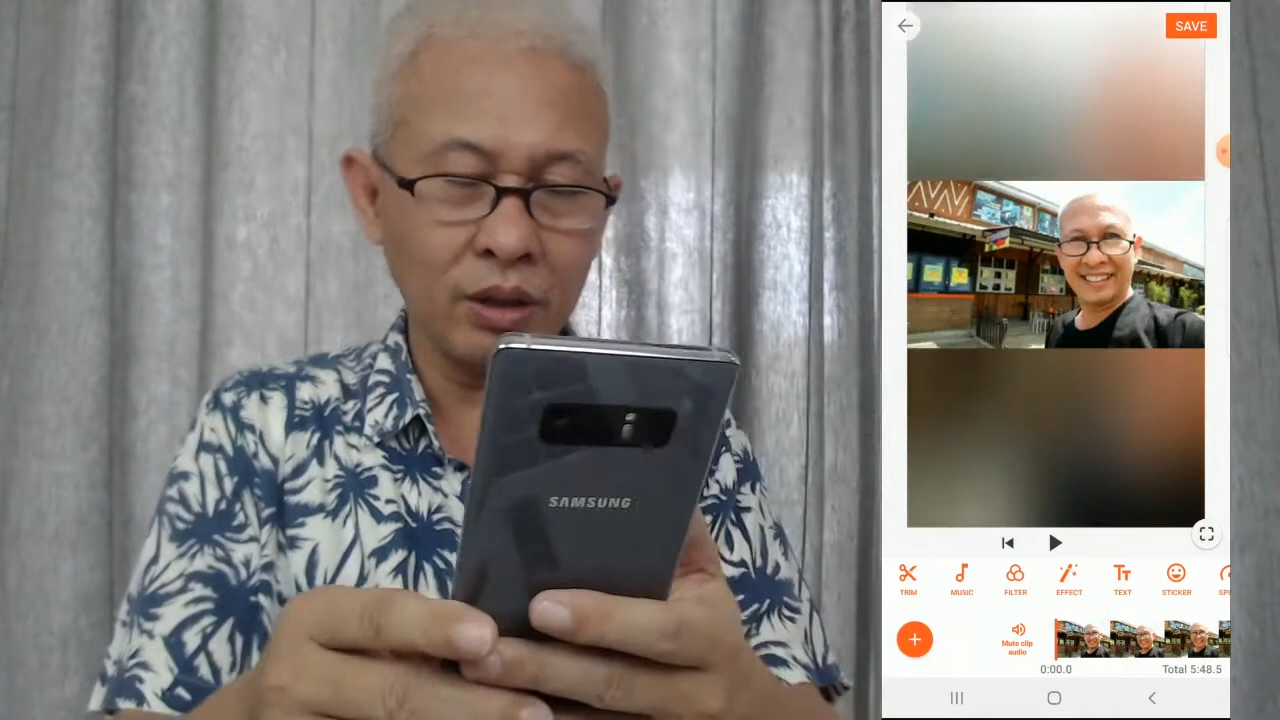 SAVE
SAMSUNG
TRIM
MUSIC
FILTER
EFFECT
TEXT
STICKER
Mute clip
audio
0:00.0
Total 5:48.5